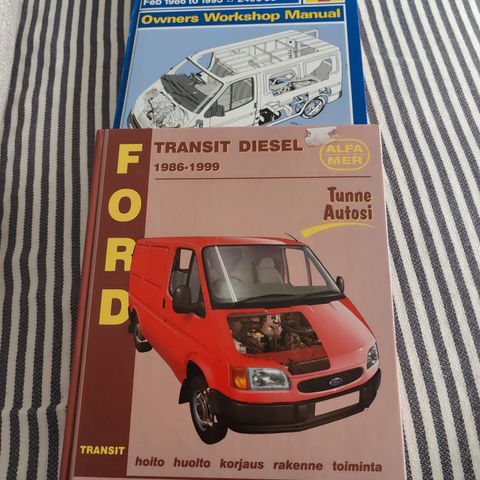 Feb 1986 to 1995
Owners Workshop Manual
FORD
TRANSIT DIESEL
1986-1999
ALFA
MER
Tunne
Autosi
TRANSIT
hoito huolto korjaus rakenne toiminta